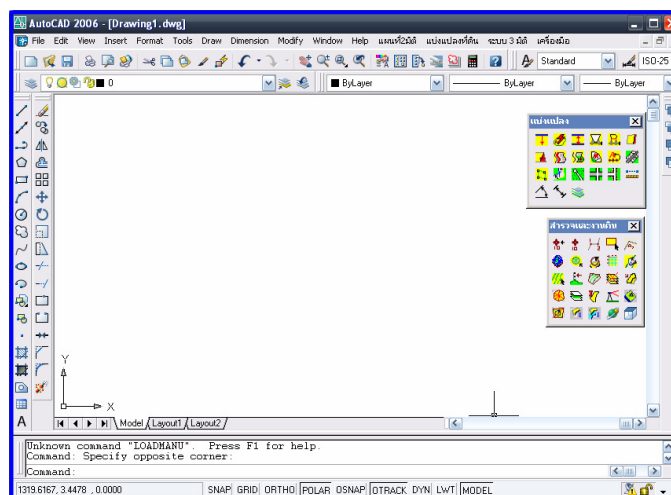 AutoCAD 2006 - [Drawing1.dwg]
File Edit View Insert Format Tools Draw Dimension Modify Window Help แผนที่2มิติ แบ่งแปลงที่ดิน ระบบ 3 มิติ เครื่องมือ
Standard ISO-25
0 ByLayer ByLayer ByLayer
แบ่งแปลง
สำรวจและงานดิน
Y
X
A
Model Layout1 Layout2
Unknown command "LOADMANU". Press F1 for help.
Command: Specify opposite corner:
Command:
1319.6167, 3.4478 , 0.0000 SNAP GRID ORTHO POLAR OSNAP OTRACK DYN LWT MODEL